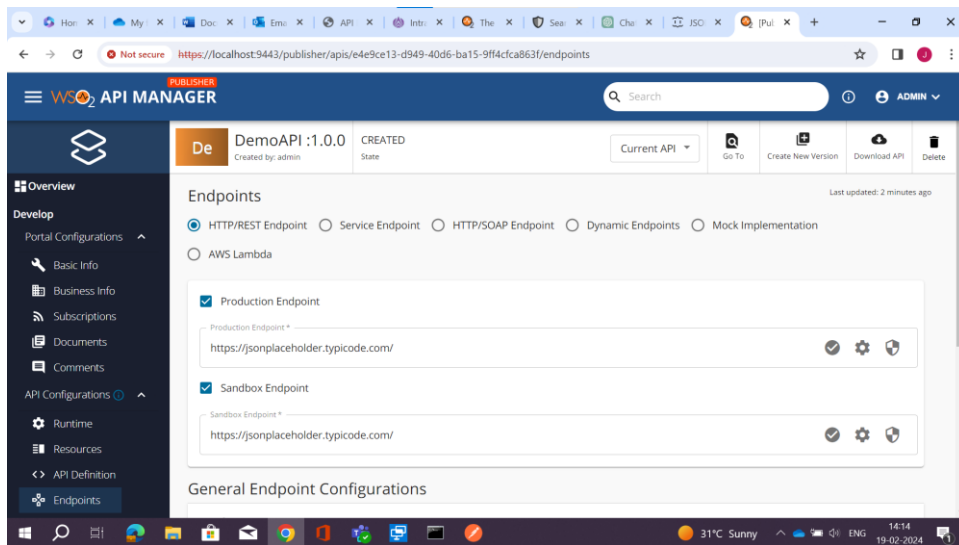 Hor
My
Doc
Ema
API
Intr
The
Sea
Cha
JSO
[Pul
Not secure
https://localhost:9443/publisher/apis/e4e9ce13-d949-40d6-ba15-9ff4cfca863f/endpoints
J
PUBLISHER
WSO2 API MANAGER
Search
ADMIN
De
DemoAPI :1.0.0
Created by: admin
CREATED
State
Current API
Go To
Create New Version
Download API
Delete
Overview
Develop
Portal Configurations
Basic Info
Business Info
Subscriptions
Documents
Comments
API Configurations
Runtime
Resources
API Definition
Endpoints
Endpoints
Last updated: 2 minutes ago
HTTP/REST Endpoint
Service Endpoint
HTTP/SOAP Endpoint
Dynamic Endpoints
Mock Implementation
AWS Lambda
Production Endpoint
Production Endpoint *
https://jsonplaceholder.typicode.com/
Sandbox Endpoint
Sandbox Endpoint *
https://jsonplaceholder.typicode.com/
General Endpoint Configurations
31°C Sunny
ENG
14:14
19-02-2024